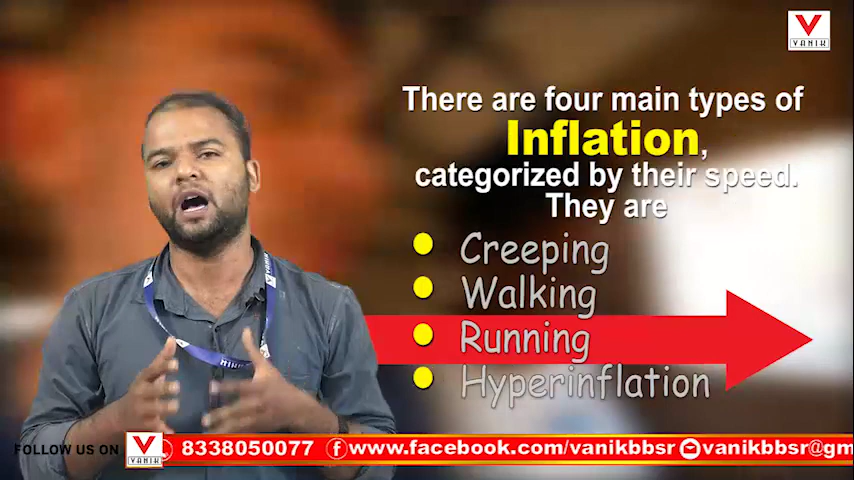 VANIK
There are four main types of
Inflation,
categorized by their speed.
They are
Creeping
Walking
Running
Hyperinflation
VANIK
FOLLOW US ON VANIK 8338050077 f www.facebook.com/vanikbbsr vanikbbsr@gm